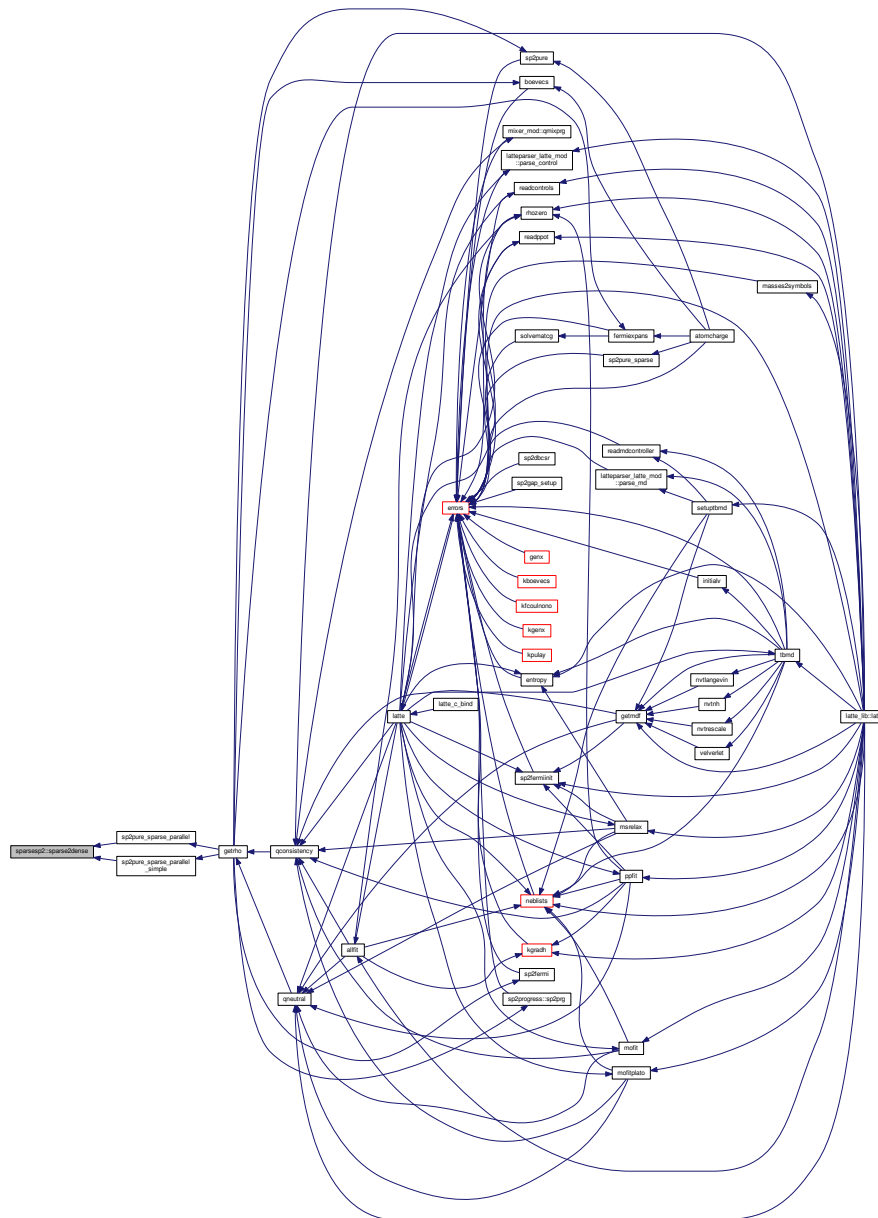 sp2pure
boevecs
mixer_mod::qmixprg
latteparser_latte_mod
::parse_control
readcontrols
rhozero
readppot
masses2symbols
solvematcg
fermiexpans
atomcharge
sp2pure_sparse
readmdcontroller
sp2dbcsr
latteparser_latte_mod
::parse_md
sp2gap_setup
errors
setuptbmd
genx
kboevecs
initialv
kfcoulnono
kgenx
kpulay
tbmd
entropy
nvtlangevin
latte_c_bind
nvtnh
latte
getmdf
latte_lib::lat
nvtrescale
velverlet
sp2fermiinit
msrelax
sp2pure_sparse_parallel
sparsesp2::sparse2dense
getrho
qconsistency
sp2pure_sparse_parallel
_simple
ppfit
neblists
allfit
kgradh
sp2fermi
qneutral
sp2progress::sp2prg
mofit
mofitplato